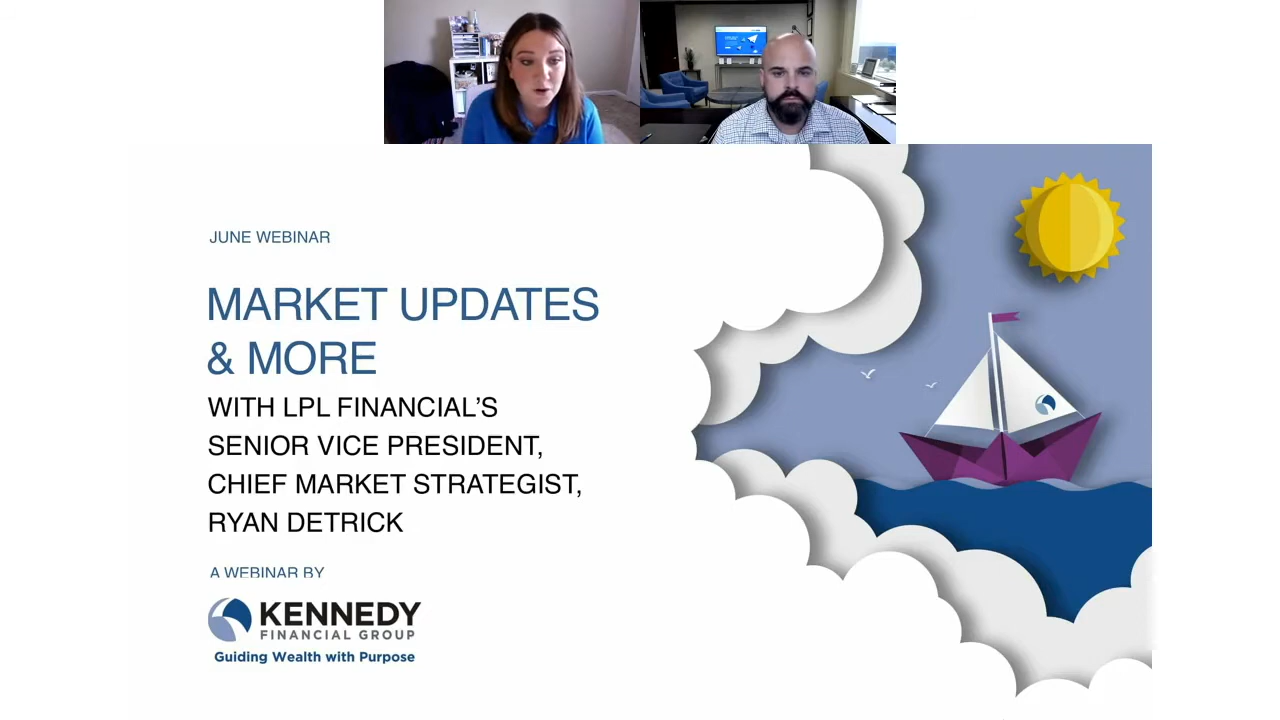 JUNE WEBINAR
MARKET UPDATES
& MORE
WITH LPL FINANCIAL’S
SENIOR VICE PRESIDENT,
CHIEF MARKET STRATEGIST,
RYAN DETRICK
A WEBINAR BY
KENNEDY
FINANCIAL GROUP
Guiding Wealth with Purpose